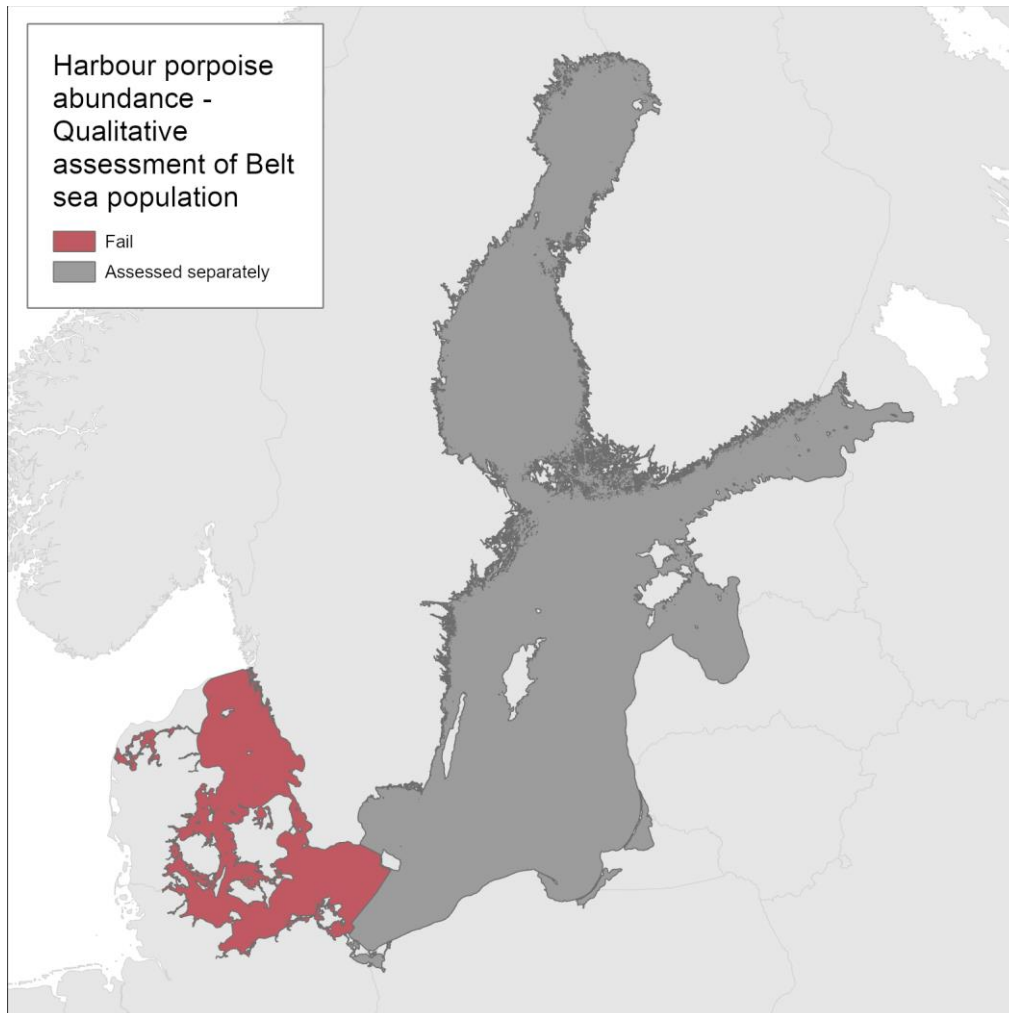 Harbour porpoise
abundance -
Qualitative
assessment of Belt
sea population
Fail
Assessed separately